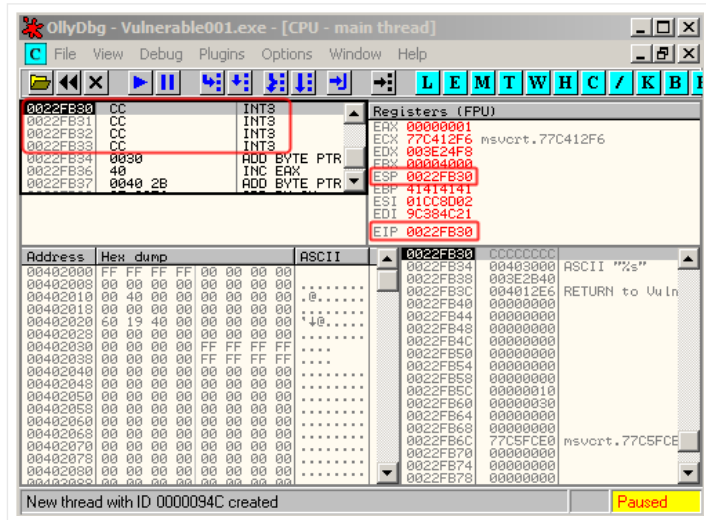 OllyDbg - Vulnerable001.exe - [CPU - main thread]
C File View Debug Plugins Options Window Help
L E M T W H C / K B
0022FB30 CC INT3
0022FB31 CC INT3
0022FB32 CC INT3
0022FB33 CC INT3
0022FB34 0030 ADD BYTE PTR
0022FB36 40 INC EAX
0022FB37 0040 2B ADD BYTE PTR
Registers (FPU)
EAX 00000001
ECX 77C412F6 msvcrt.77C412F6
EDX 003E24F8
EBX 00004000
ESP 0022FB30
EBP 41414141
ESI 01CC8D02
EDI 9C384C21
EIP 0022FB30
Address Hex dump ASCII
00402000 FF FF FF FF 00 00 00 00
00402008 00 00 00 00 00 00 00 00 ........
00402010 00 40 00 00 00 00 00 00 .@......
00402018 00 00 00 00 00 00 00 00 ........
00402020 60 19 40 00 00 00 00 00 `↓@.....
00402028 00 00 00 00 00 00 00 00 ........
00402030 00 00 00 00 FF FF FF FF ....
00402038 00 00 00 00 FF FF FF FF ....
00402040 00 00 00 00 00 00 00 00 ........
00402048 00 00 00 00 00 00 00 00 ........
00402050 00 00 00 00 00 00 00 00 ........
00402058 00 00 00 00 00 00 00 00 ........
00402060 00 00 00 00 00 00 00 00 ........
00402068 00 00 00 00 00 00 00 00 ........
00402070 00 00 00 00 00 00 00 00 ........
00402078 00 00 00 00 00 00 00 00 ........
00402080 00 00 00 00 00 00 00 00 ........
0022FB30 CCCCCCCC
0022FB34 00403000 ASCII ""%s"
0022FB38 003E2B40
0022FB3C 004012E6 RETURN to Vuln
0022FB40 00000000
0022FB44 00000000
0022FB48 00000000
0022FB4C 00000000
0022FB50 00000000
0022FB54 00000000
0022FB58 00000000
0022FB5C 00000010
0022FB60 00000030
0022FB64 00000000
0022FB68 00000000
0022FB6C 77C5FCE0 msvcrt.77C5FCE
0022FB70 00000000
0022FB74 00000000
0022FB78 00000000
New thread with ID 0000094C created
Paused